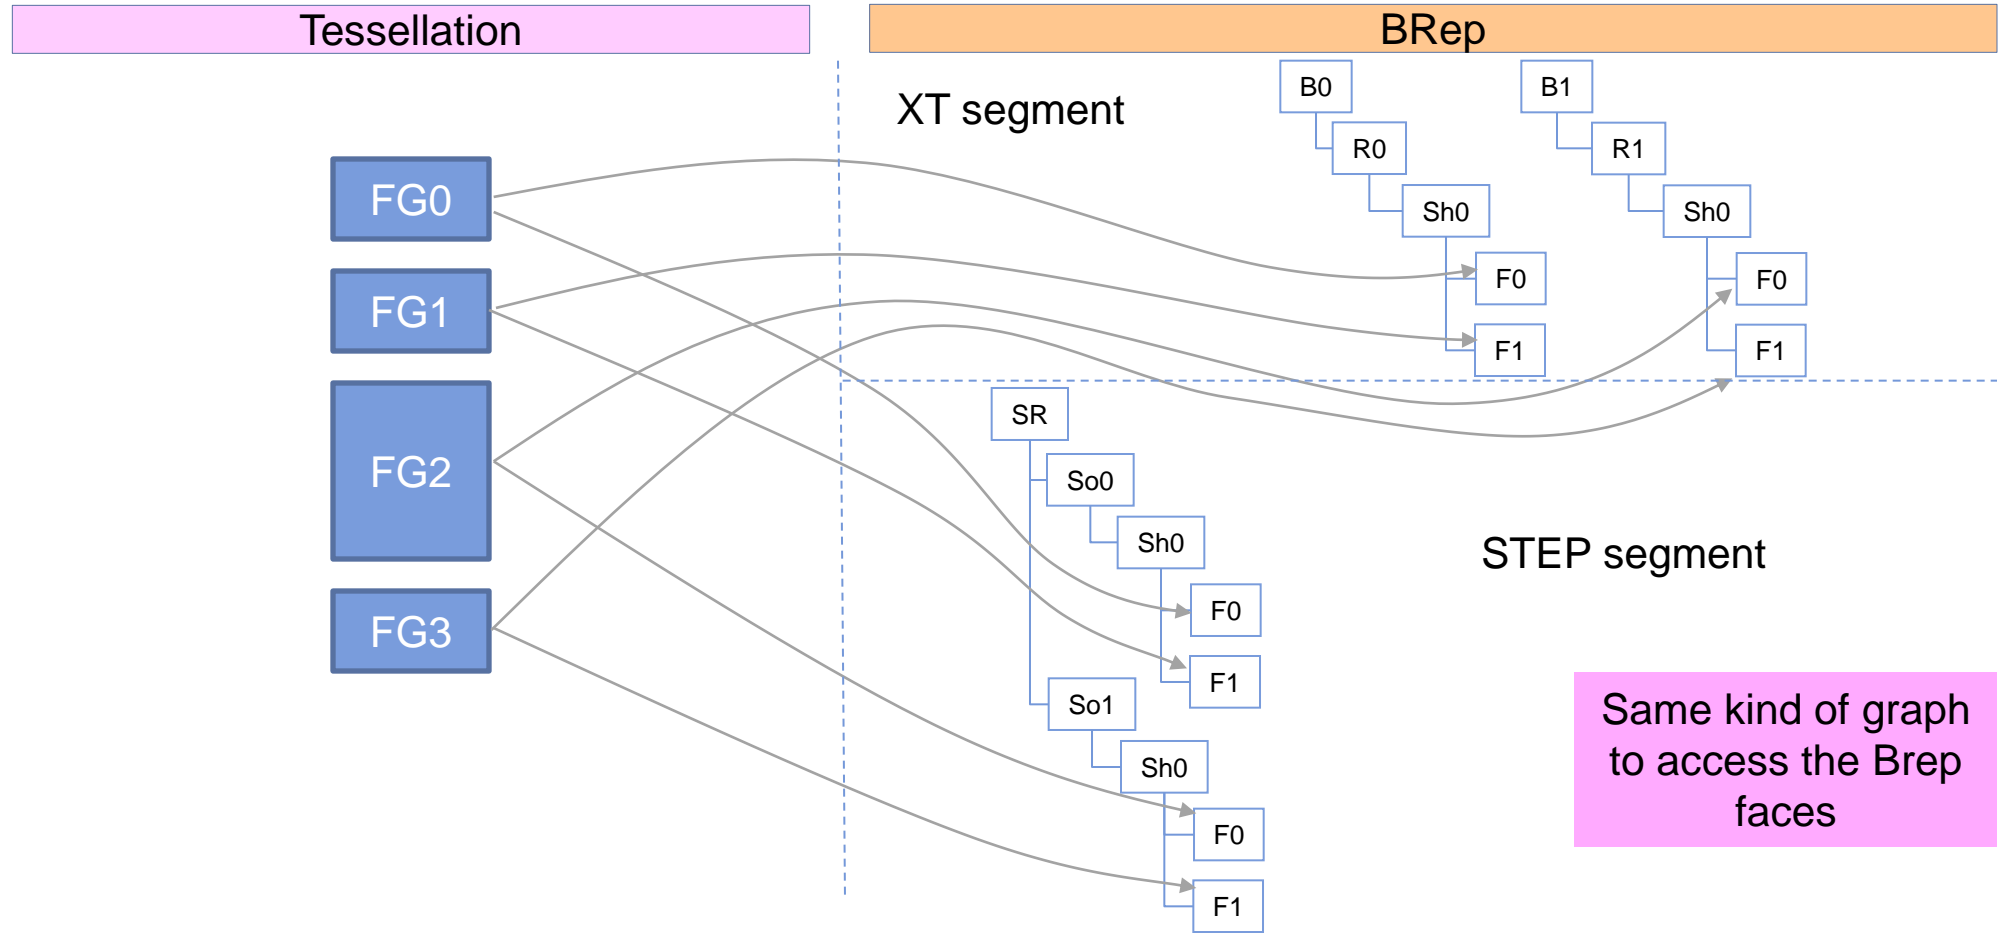 Tessellation
BRep
XT segment
B0
B1
R0
R1
Sh0
Sh0
F0
F0
F1
F1
FG0
FG1
FG2
FG3
SR
So0
Sh0
STEP segment
F0
F1
So1
Sh0
F0
F1
Same kind of graph
to access the Brep
faces